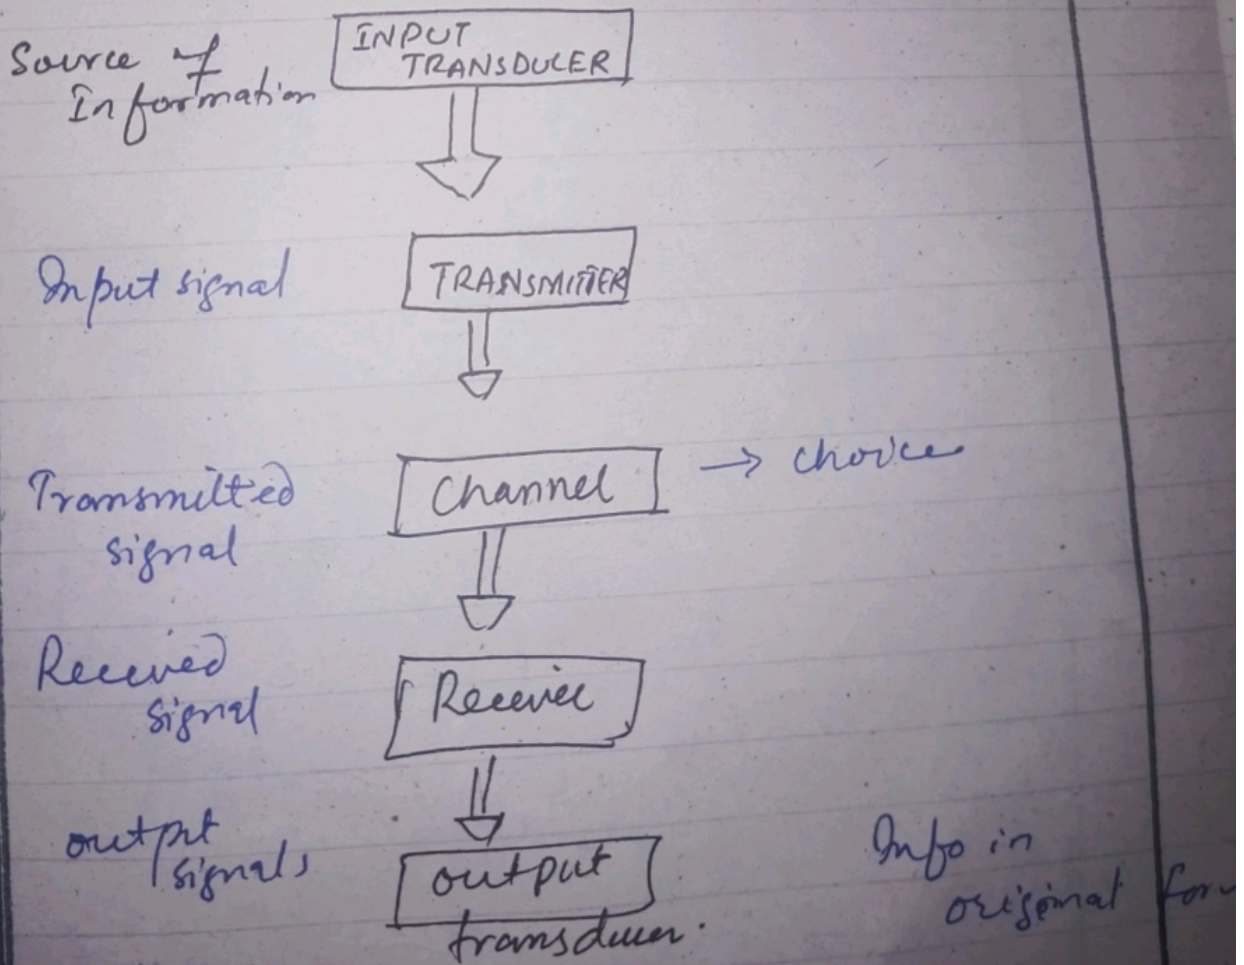 Source of
Information
INPUT
TRANSDUCER
Input signal
TRANSMITTER
Transmitted
signal
Channel
→ choice
Received
signal
Receiver
output
signals
output
transducer.
Info in
original form